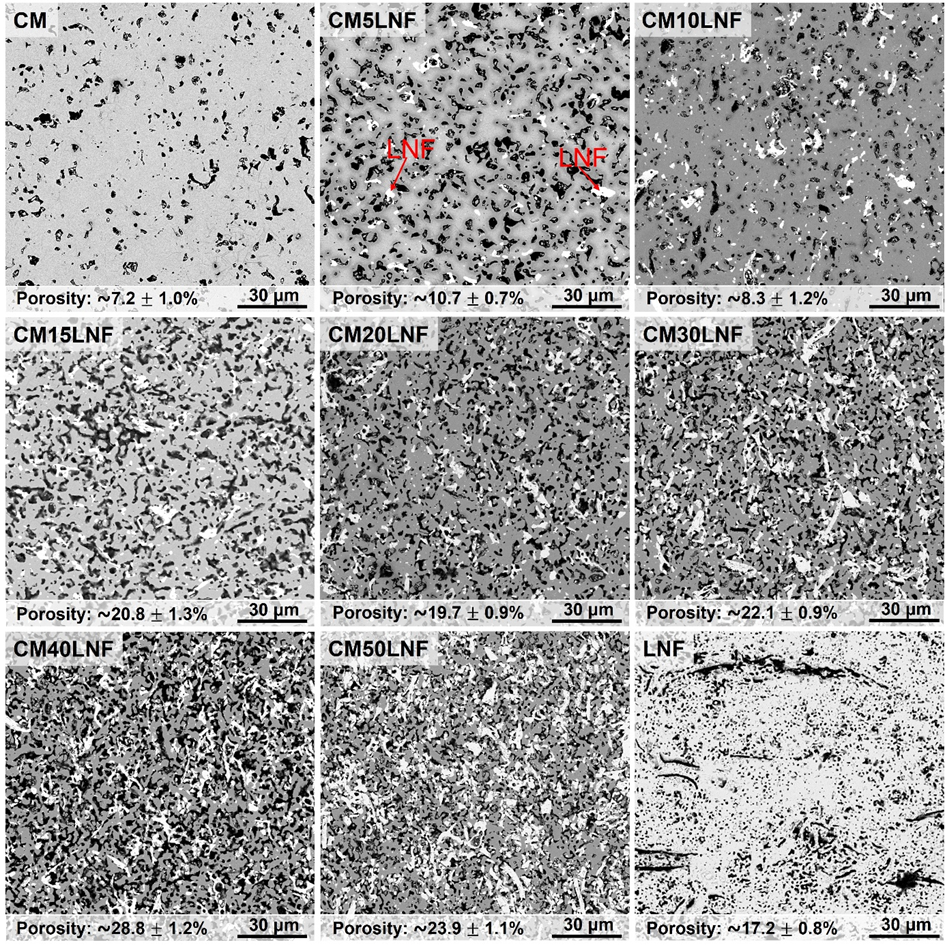 CM
Porosity: ~7.2 ± 1.0%
30 µm
CM5LNF
LNF
LNF
Porosity: ~10.7 ± 0.7%
30 µm
CM10LNF
Porosity: ~8.3 ± 1.2%
30 µm
CM15LNF
Porosity: ~20.8 ± 1.3%
30 µm
CM20LNF
Porosity: ~19.7 ± 0.9%
30 µm
CM30LNF
Porosity: ~22.1 ± 0.9%
30 µm
CM40LNF
Porosity: ~28.8 ± 1.2%
30 µm
CM50LNF
Porosity: ~23.9 ± 1.1%
30 µm
LNF
Porosity: ~17.2 ± 0.8%
30 µm